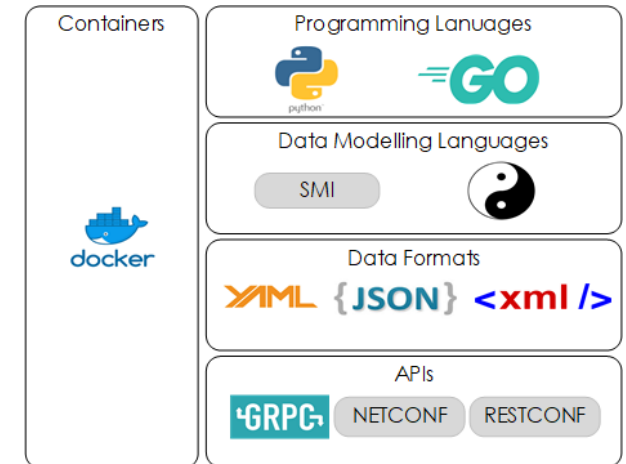 Containers
docker
Programming Lanuages
python
GO
Data Modelling Languages
SMI
Data Formats
YAML {JSON} <xml />
APIs
GRPC NETCONF RESTCONF